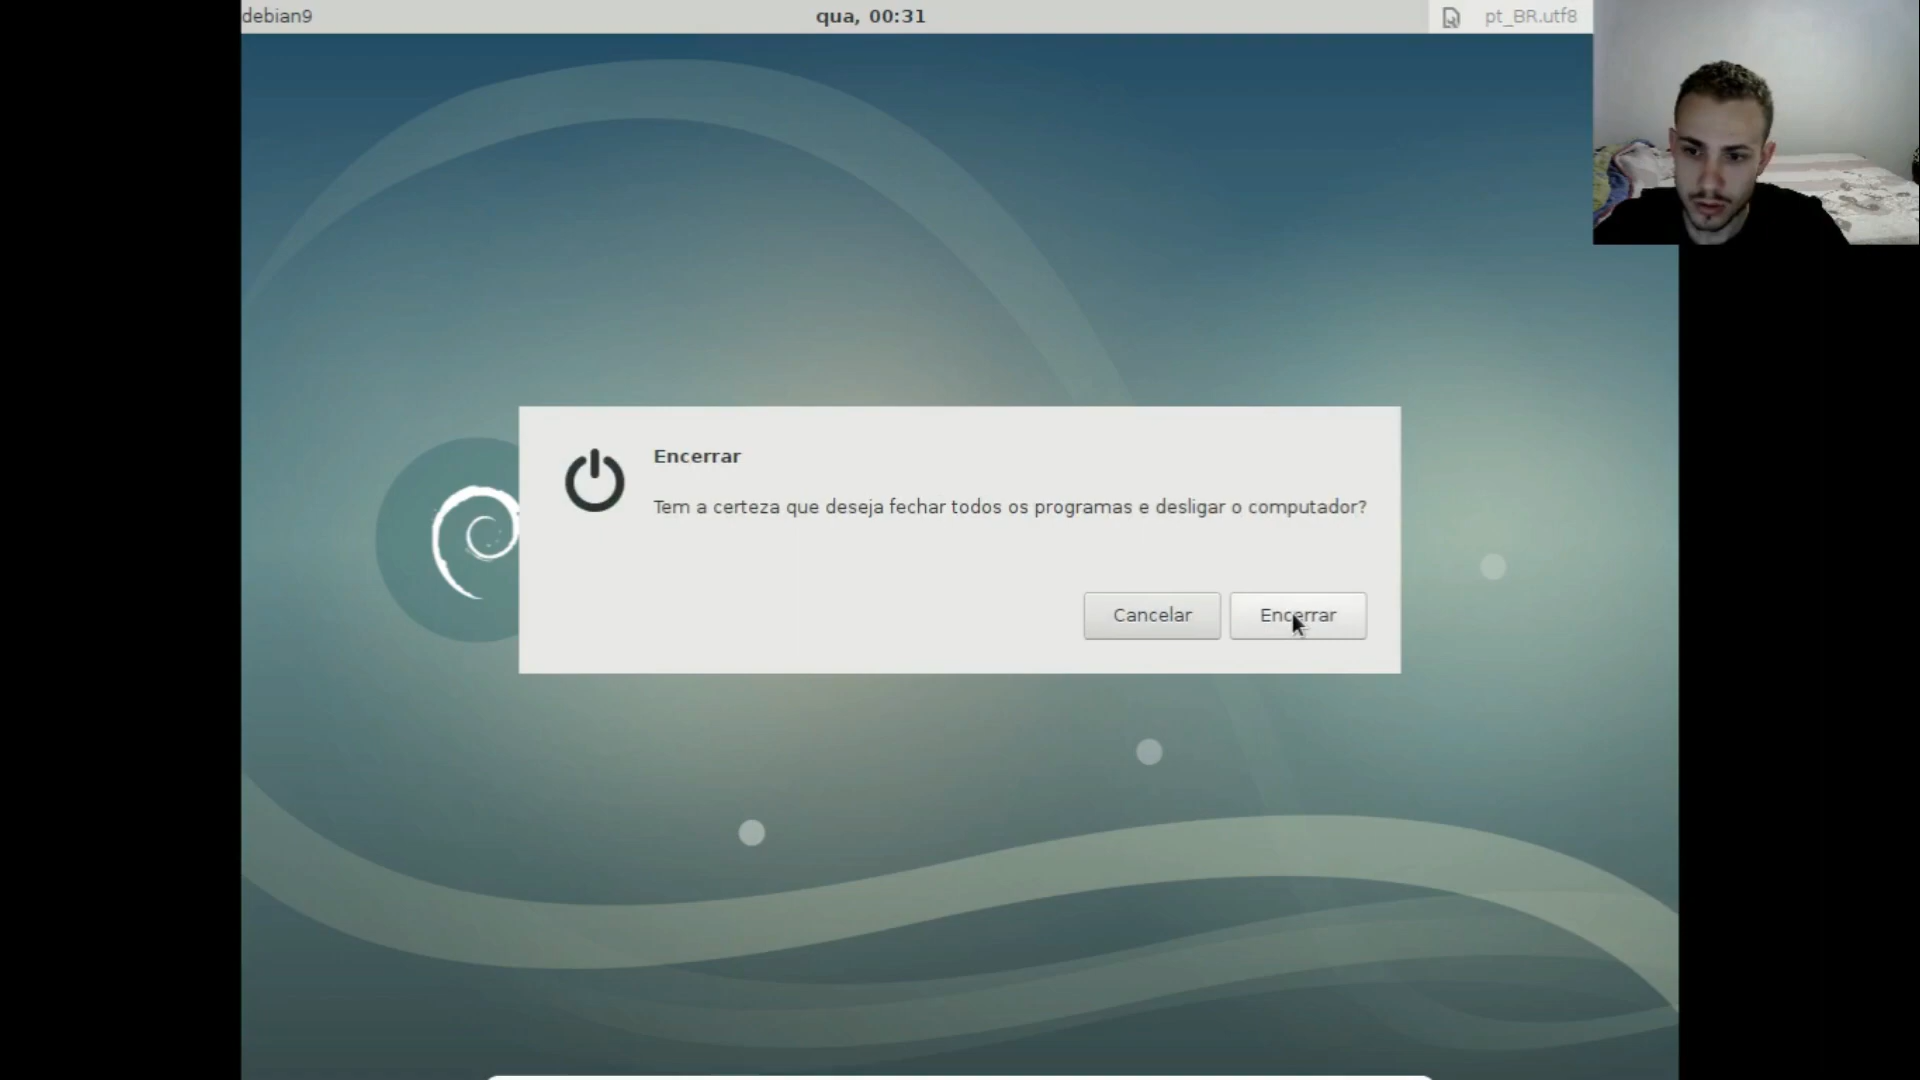 debian9
qua, 00:31
pt_BR.utf8
Encerrar
Tem a certeza que deseja fechar todos os programas e desligar o computador?
Cancelar
Encerrar